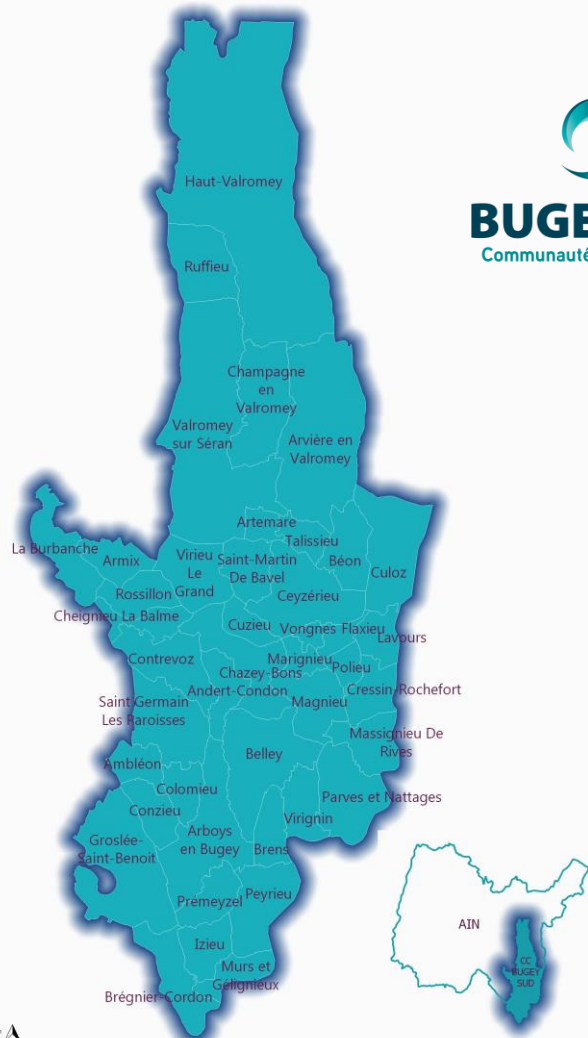 Haut-Valromey
BUGE
Communauté
Ruffieu
Champagne
en
Valromey
Valromey
sur Séran
Arvière en
Valromey
Artemare
Talissieu
La Burbanche
Armix
Virieu
Le
Grand
Saint-Martin
De Bavel
Béon
Culoz
Rossillon
Ceyzérieu
Cheignieu La Balme
Cuzieu
Vongnes
Flaxieu
Lavours
Contrevoz
Marignieu
Polieu
Chazey-Bons
Andert-Condon
Cressin-Rochefort
Saint Germain
Les Paroisses
Magnieu
Massignieu De
Rives
Belley
Ambléon
Colomieu
Parves et Nattages
Conzieu
Virignin
Groslée-
Saint-Benoit
Arboys
en Bugey
Brens
Prémeyzel
Peyrieu
AIN
Izieu
CC
BUGEY
SUD
Murs et
Gélignieux
Brégnier-Cordon